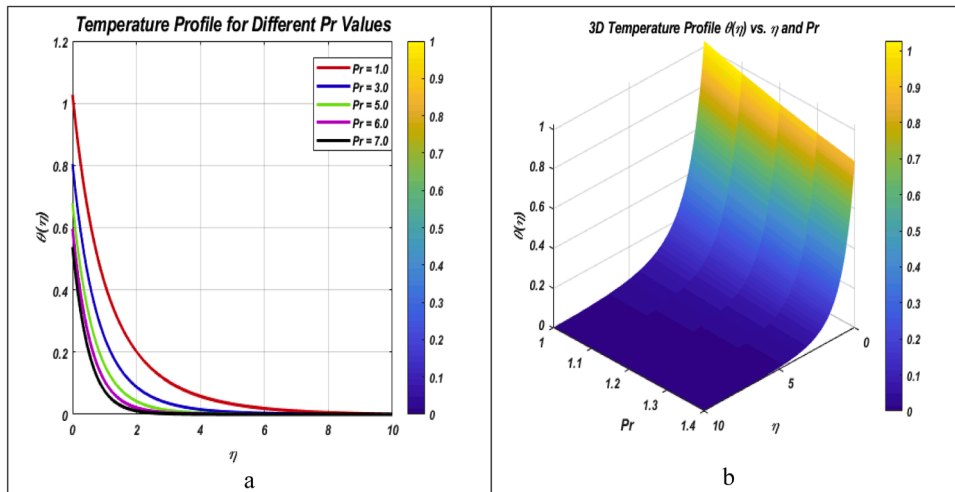 Temperature Profile for Different Pr Values
1.2
1
0.8
0.6
0.4
0.2
0
θ(η)
0 2 4 6 8 10
η
Pr = 1.0
Pr = 3.0
Pr = 5.0
Pr = 6.0
Pr = 7.0
1
0.9
0.8
0.7
0.6
0.5
0.4
0.3
0.2
0.1
0
a
3D Temperature Profile θ(η) vs. η and Pr
1
0.8
0.6
0.4
0.2
0
θ(η)
1
1.1
1.2
1.3
1.4
Pr
0
5
10
η
1
0.9
0.8
0.7
0.6
0.5
0.4
0.3
0.2
0.1
0
b